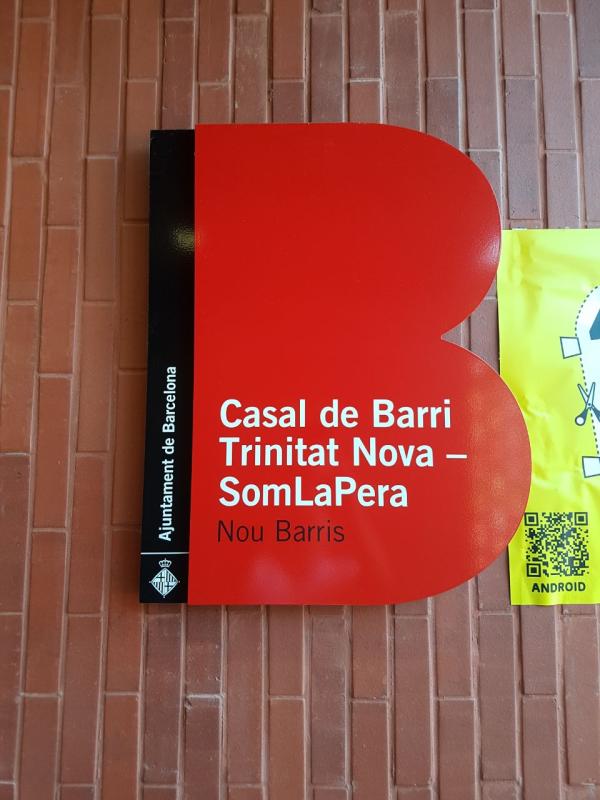 Ajuntament de Barcelona
Casal de Barri
Trinitat Nova –
SomLaPera
Nou Barris
ANDROID